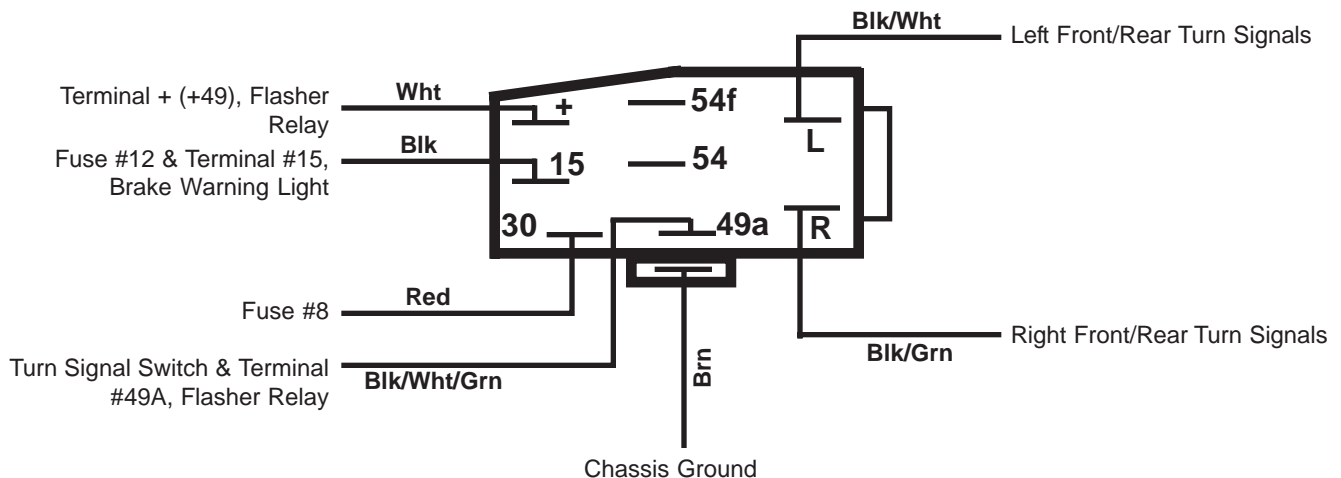 Blk/Wht
Left Front/Rear Turn Signals
Terminal + (+49), Flasher
Relay
Wht
+
54f
L
Fuse #12 & Terminal #15,
Brake Warning Light
Blk
15
54
30
49a
R
Fuse #8
Red
Right Front/Rear Turn Signals
Blk/Grn
Turn Signal Switch & Terminal
#49A, Flasher Relay
Blk/Wht/Grn
Brn
Chassis Ground